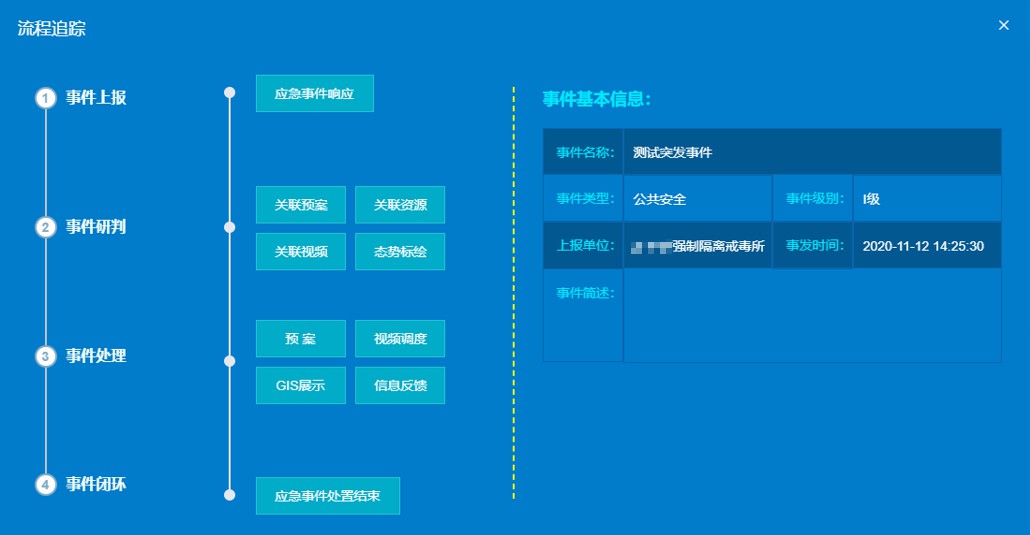 流程追踪
×
1 事件上报
应急事件响应
2 事件研判
关联预案 关联资源
关联视频 态势标绘
3 事件处理
预 案 视频调度
GIS展示 信息反馈
4 事件闭环
应急事件处置结束
事件基本信息：
事件名称： 测试突发事件
事件类型： 公共安全 事件级别： I级
上报单位： 强制隔离戒毒所 事发时间： 2020-11-12 14:25:30
事件简述：